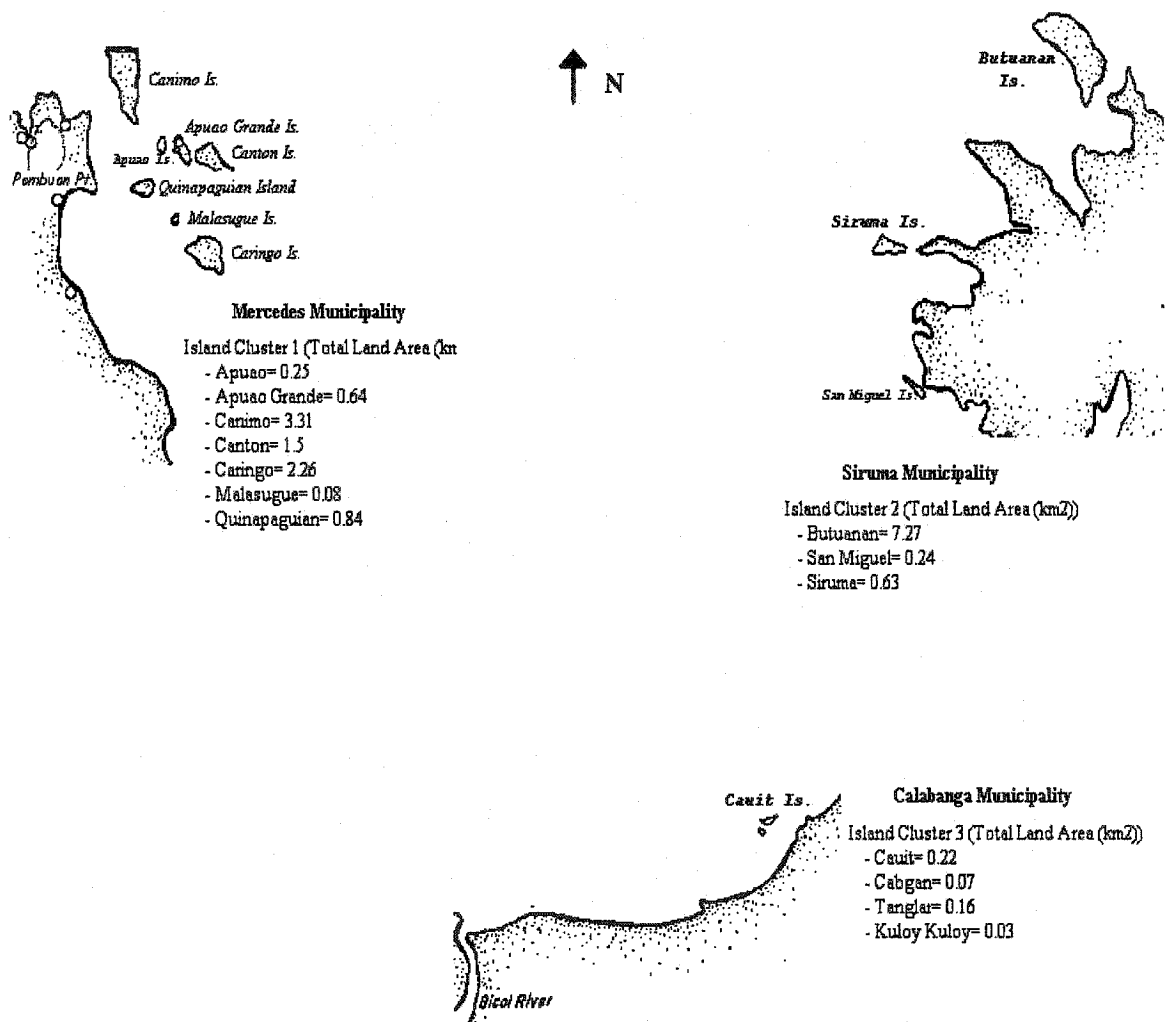 Canimo Is.
N
Butuanan
Is.
Apuao Grande Is.
Apuao Is.
Canton Is.
Pambuan Pt.
Quinapaguian Island
Malasugue Is.
Caringo Is.
Siruma Is.
San Miguel Is.
Mercedes Municipality
Island Cluster 1 (Total Land Area (kn
- Apuao= 0.25
- Apuao Grande= 0.64
- Canimo= 3.31
- Canton= 1.5
- Caringo= 2.26
- Malasugue= 0.08
- Quinapaguian= 0.84
Siruma Municipality
Island Cluster 2 (Total Land Area (km2))
- Butuanan= 7.27
- San Miguel= 0.24
- Siruma= 0.63
Cauit Is.
Calabanga Municipality
Island Cluster 3 (Total Land Area (km2))
- Cauit= 0.22
- Cabgan= 0.07
- Tanglar= 0.16
- Kuloy Kuloy= 0.03
Bicol River